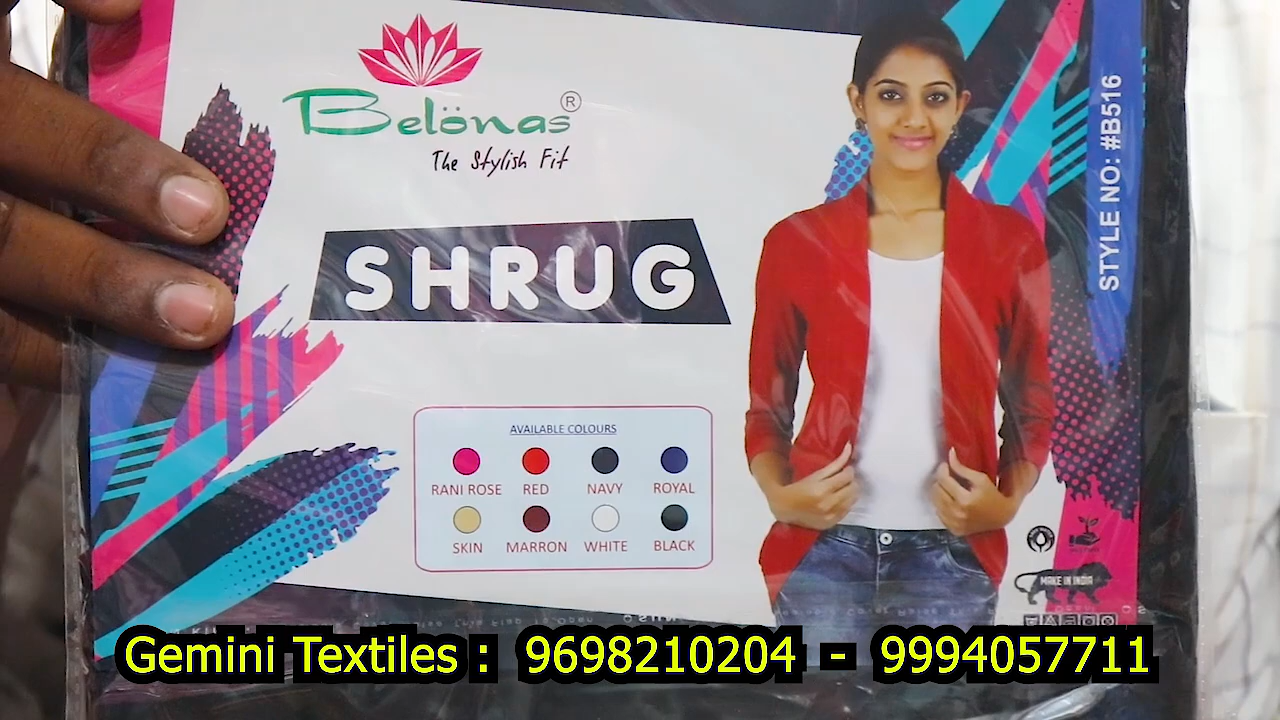 Belönas®
The Stylish Fit
SHRUG
AVAILABLE COLOURS
RANI ROSE RED NAVY ROYAL
SKIN MARRON WHITE BLACK
STYLE NO: #B516
MAKE IN INDIA
Gemini Textiles : 9698210204 - 9994057711